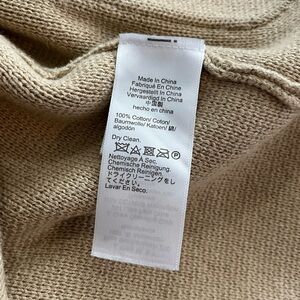 Made In China
Fabriqué En Chine
Hergestellt In China
Vervaardigd In China
中国製
hecho en china
100% Cotton/ Coton/
Baumwolle/ Katoen/ 綿/
algodón
Dry Clean.
P
Nettoyage À Sec.
Chemische Reinigung.
Chemisch Reinigen.
ドライクリーニングをし
てください。
Lavar En Seco.